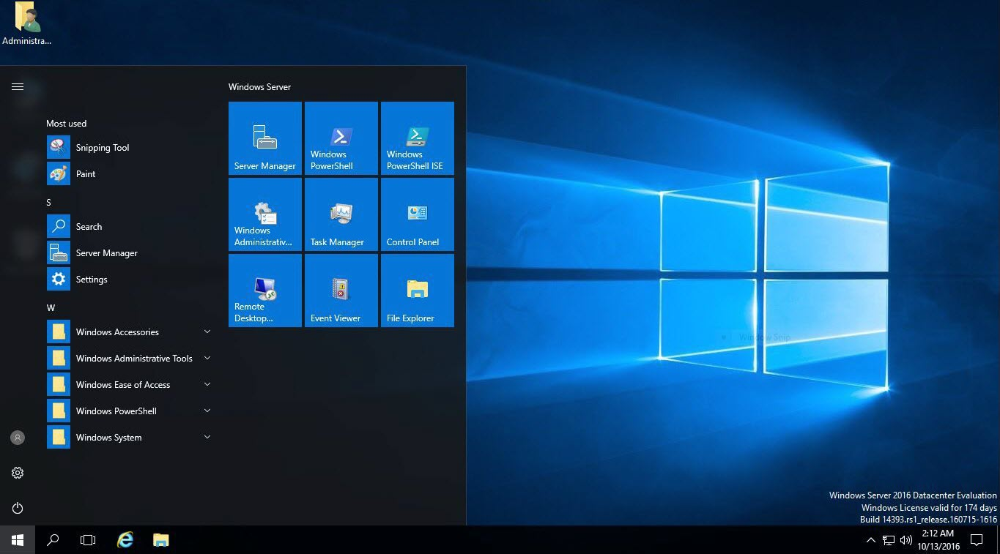 Administra...
Windows Server
Most used
Snipping Tool
Paint
S
Search
Server Manager
Settings
W
Windows Accessories
Windows Administrative Tools
Windows Ease of Access
Windows PowerShell
Windows System
Server Manager
Windows
PowerShell
Windows
PowerShell ISE
Windows
Administrativ...
Task Manager
Control Panel
Remote
Desktop...
Event Viewer
File Explorer
Window Snip
Windows Server 2016 Datacenter Evaluation
Windows License valid for 174 days
Build 14393.rs1_release.160715-1616
2:12 AM
10/13/2016